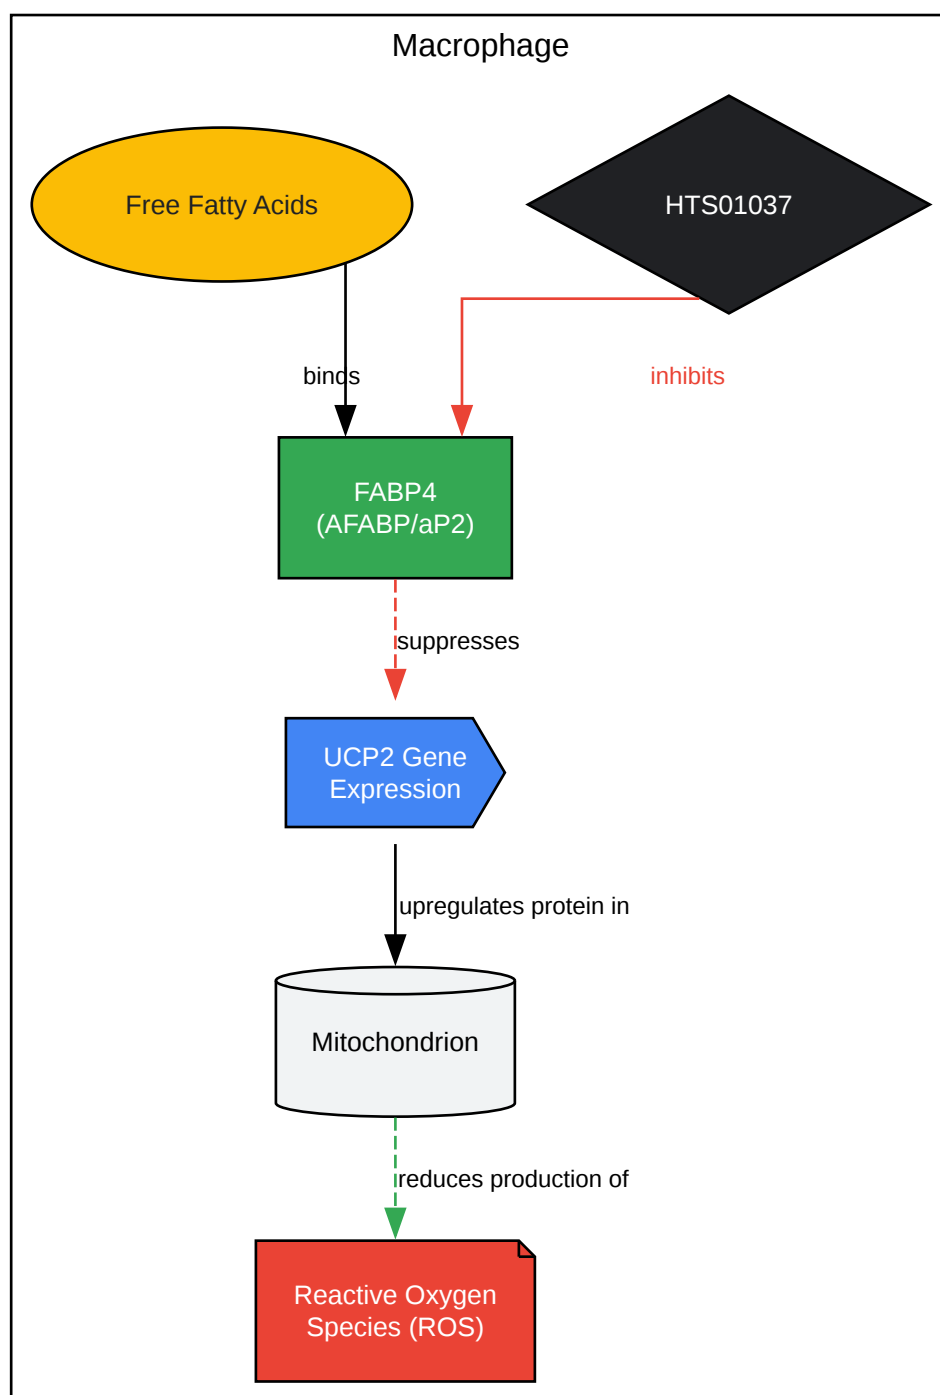 Macrophage
Free Fatty Acids
HTS01037
binds
inhibits
FABP4
(AFABP/aP2)
suppresses
UCP2 Gene
Expression
upregulates protein in
Mitochondrion
reduces production of
Reactive Oxygen
Species (ROS)